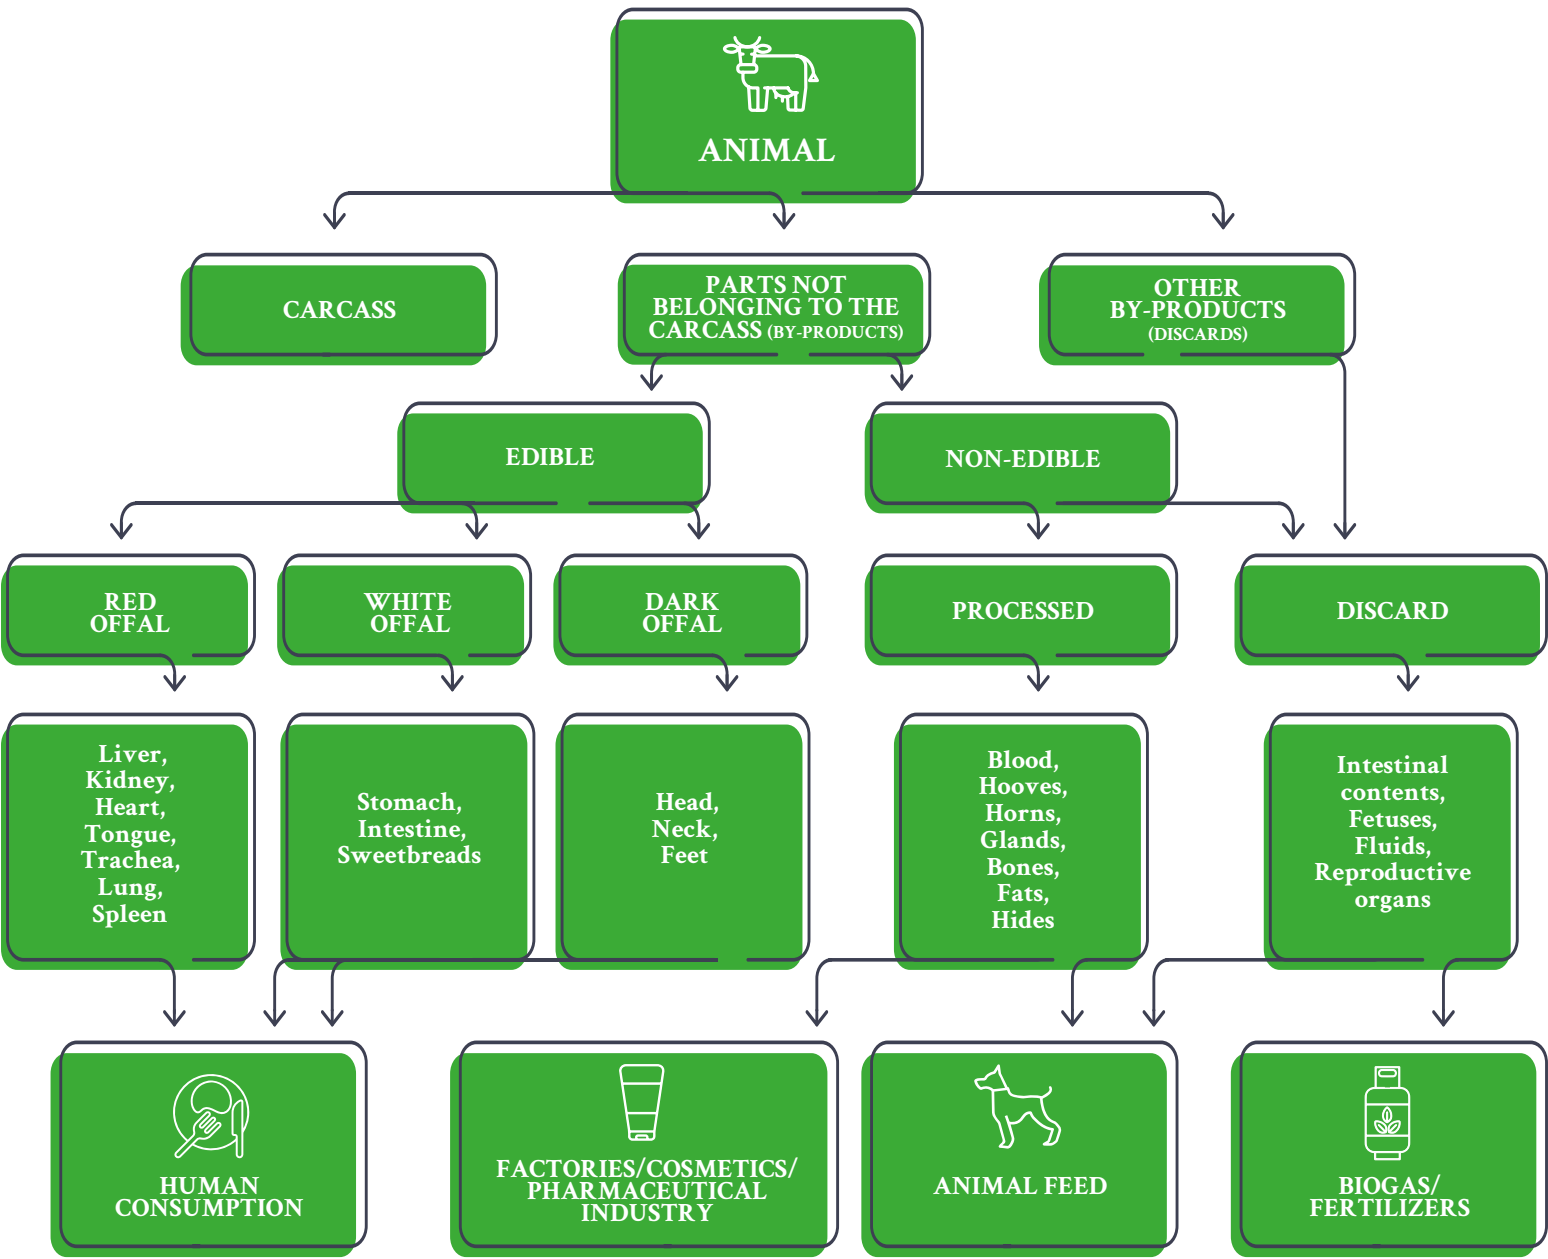 ANIMAL
CARCASS
PARTS NOT
BELONGING TO THE
CARCASS (BY-PRODUCTS)
OTHER
BY-PRODUCTS
(DISCARDS)
EDIBLE
NON-EDIBLE
RED
OFFAL
WHITE
OFFAL
DARK
OFFAL
PROCESSED
DISCARD
Liver,
Kidney,
Heart,
Tongue,
Trachea,
Lung,
Spleen
Stomach,
Intestine,
Sweetbreads
Head,
Neck,
Feet
Blood,
Hooves,
Horns,
Glands,
Bones,
Fats,
Hides
Intestinal
contents,
Fetuses,
Fluids,
Reproductive
organs
HUMAN
CONSUMPTION
FACTORIES/COSMETICS/
PHARMACEUTICAL
INDUSTRY
ANIMAL FEED
BIOGAS/
FERTILIZERS